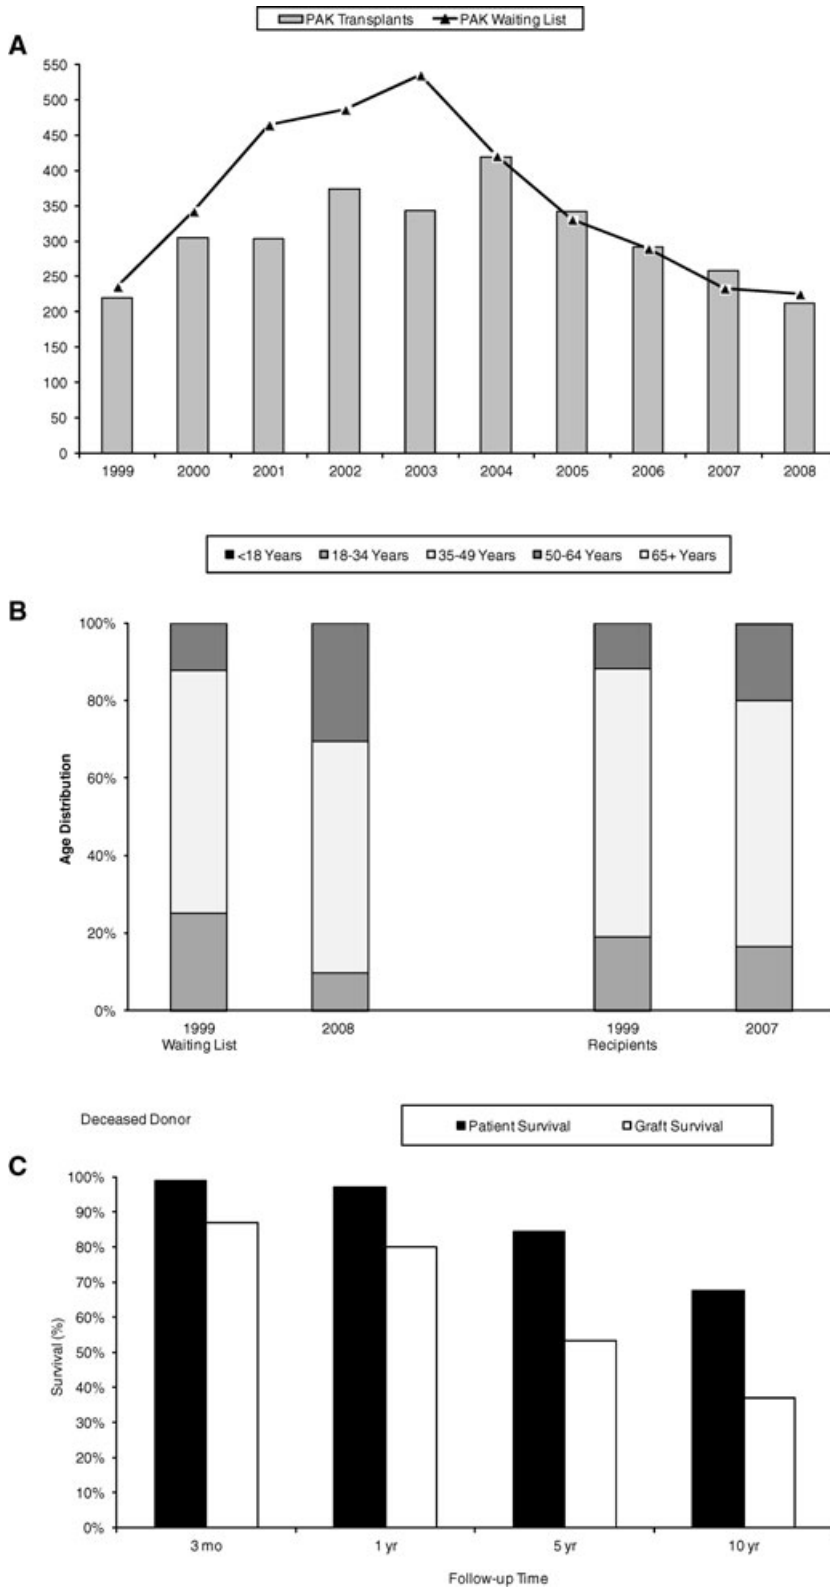 PAK Transplants PAK Waiting List
A
550
500
450
400
350
300
250
200
150
100
50
0
1999 2000 2001 2002 2003 2004 2005 2006 2007 2008
<18 Years 18-34 Years 35-49 Years 50-64 Years 65+ Years
B
Age Distribution
100%
80%
60%
40%
20%
0%
1999 2008 1999 2007
Waiting List Recipients
Deceased Donor
Patient Survival Graft Survival
C
Survival (%)
100%
90%
80%
70%
60%
50%
40%
30%
20%
10%
0%
3 mo 1 yr 5 yr 10 yr
Follow-up Time